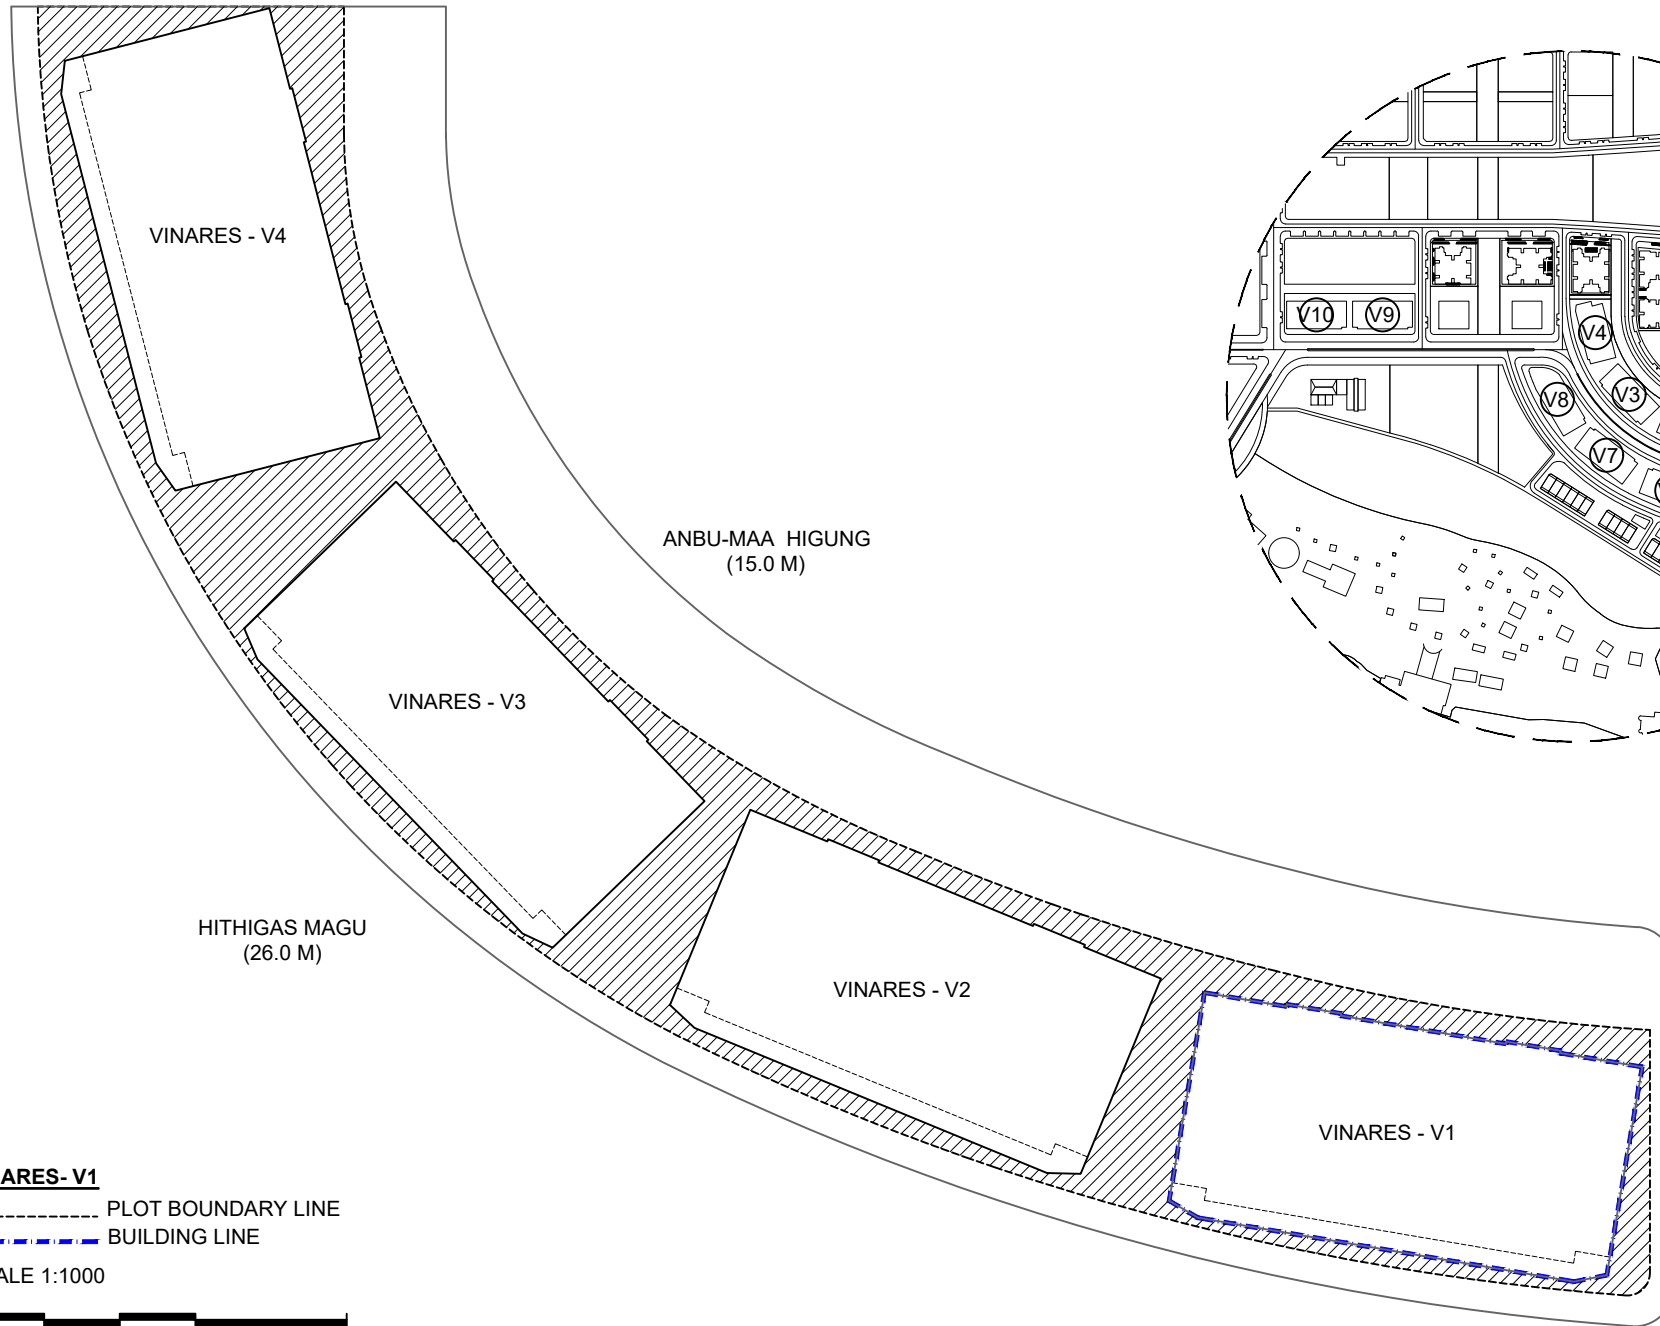 VINARES - V4
V10
V9
V4
V3
V8
V7
ANBU-MAA HIGUNG
(15.0 M)
VINARES - V3
HITHIGAS MAGU
(26.0 M)
VINARES - V2
VINARES - V1
ARES- V1
PLOT BOUNDARY LINE
BUILDING LINE
ALE 1:1000